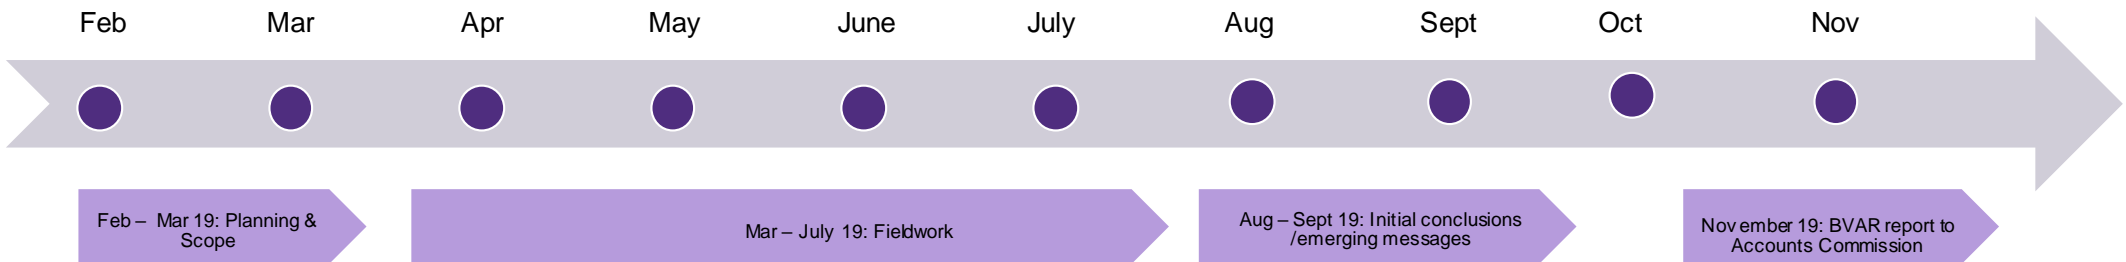 Feb Mar Apr May June July Aug Sept Oct Nov
Feb – Mar 19: Planning &
Scope
Mar – July 19: Fieldwork
Aug – Sept 19: Initial conclusions
/emerging messages
November 19: BVAR report to
Accounts Commission